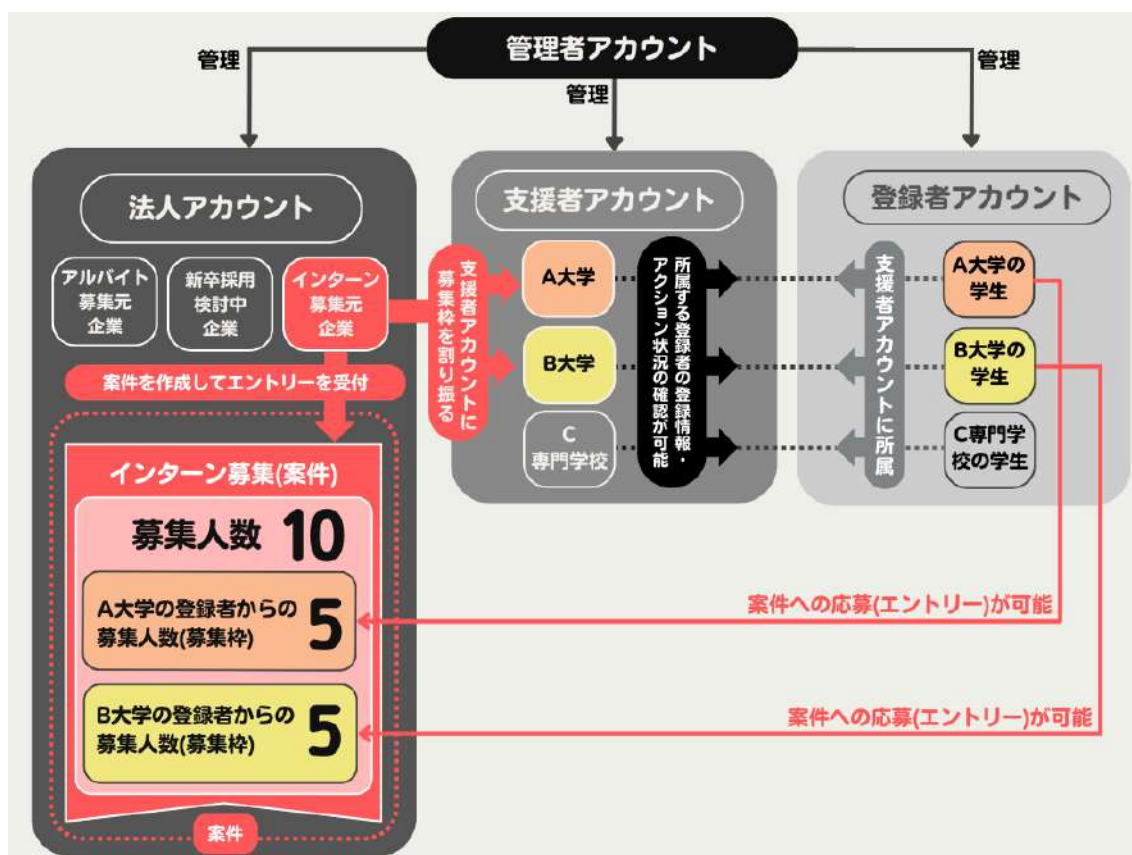 管理者アカウント
管理
管理
管理
法人アカウント
アルバイト
募集元
企業
新卒採用
検討中
企業
インターン
募集元
企業
案件を作成してエントリーを受付
支援者アカウントに
募集枠を割り振る
支援者アカウント
A大学
B大学
C
専門学校
所属する登録者の登録情報・
アクション状況の確認が可能
登録者アカウント
支援者アカウントに所属
A大学の
学生
B大学の
学生
C専門学
校の学生
インターン募集(案件)
募集人数 10
A大学の登録者からの
募集人数(募集枠)
5
B大学の登録者からの
募集人数(募集枠)
5
案件
案件への応募(エントリー)が可能
案件への応募(エントリー)が可能